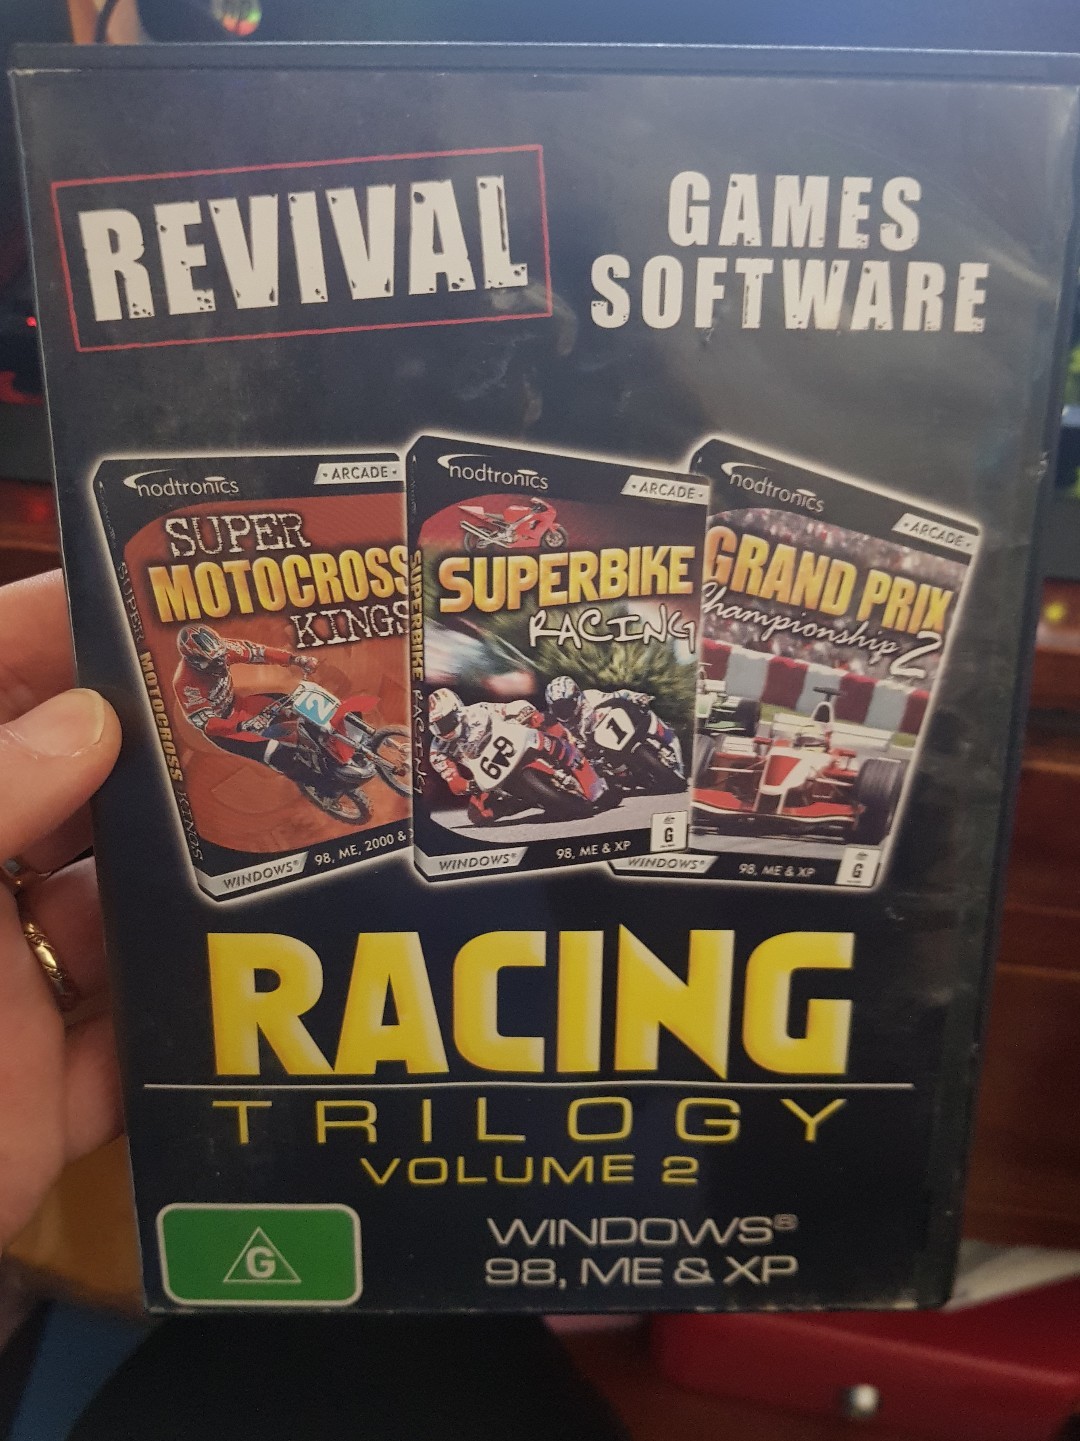 REVIVAL
GAMES
SOFTWARE
nodtronics
• ARCADE •
SUPER
MOTOCROSS
KINGS
SUPER MOTOCROSS KINGS
2
WINDOWS®
98, ME, 2000 &
nodtronics
• ARCADE •
SUPERBIKE
RACING
SUPERBIKE RACING
69
1
G
WINDOWS®
98, ME & XP
nodtronics
• ARCADE •
GRAND PRIX
Championship 2
WINDOWS®
98, ME & XP
G
RACING
TRILOGY
VOLUME 2
G
WINDOWS®
98, ME & XP